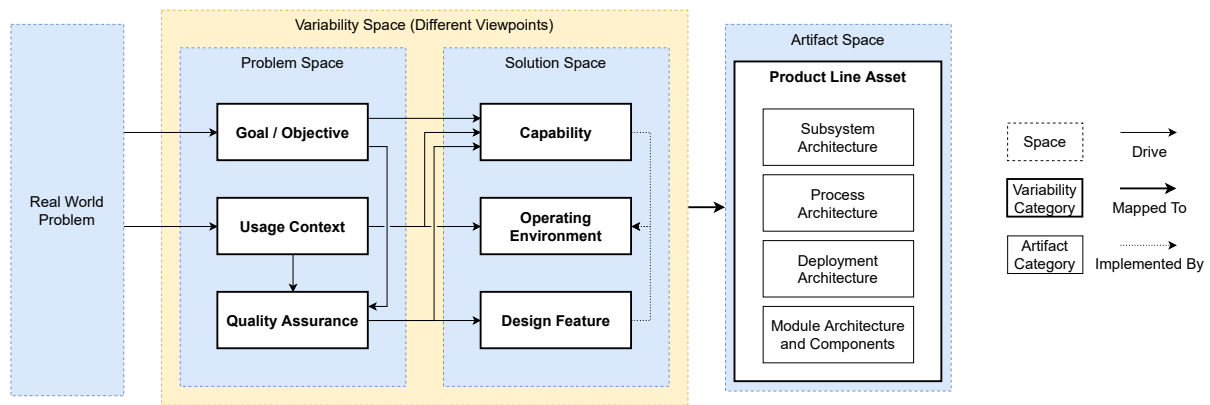 Variability Space (Different Viewpoints)
Real World
Problem
Problem Space
Goal / Objective
Usage Context
Quality Assurance
Solution Space
Capability
Operating
Environment
Design Feature
Artifact Space
Product Line Asset
Subsystem
Architecture
Process
Architecture
Deployment
Architecture
Module Architecture
and Components
Space
Drive
Variability
Category
Mapped To
Artifact
Category
Implemented By